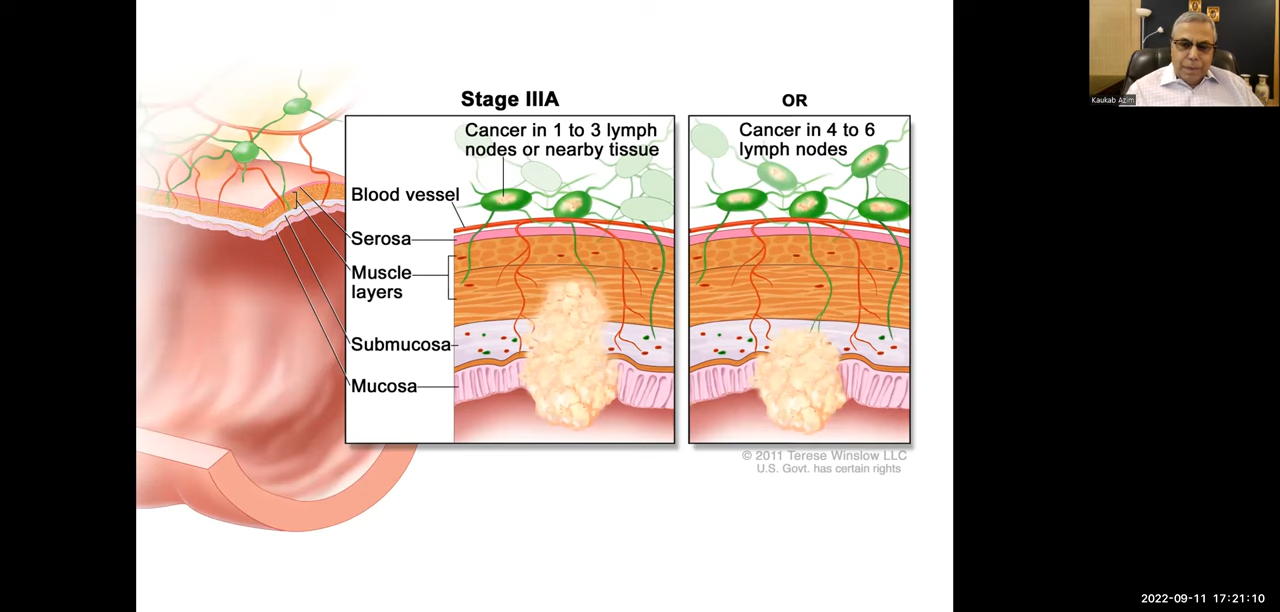 Stage IIIA
OR
Cancer in 1 to 3 lymph
nodes or nearby tissue
Cancer in 4 to 6
lymph nodes
Blood vessel
Serosa
Muscle
layers
Submucosa
Mucosa
© 2011 Terese Winslow LLC
U.S. Govt. has certain rights
Kaukab Azim
2022-09-11 17:21:10